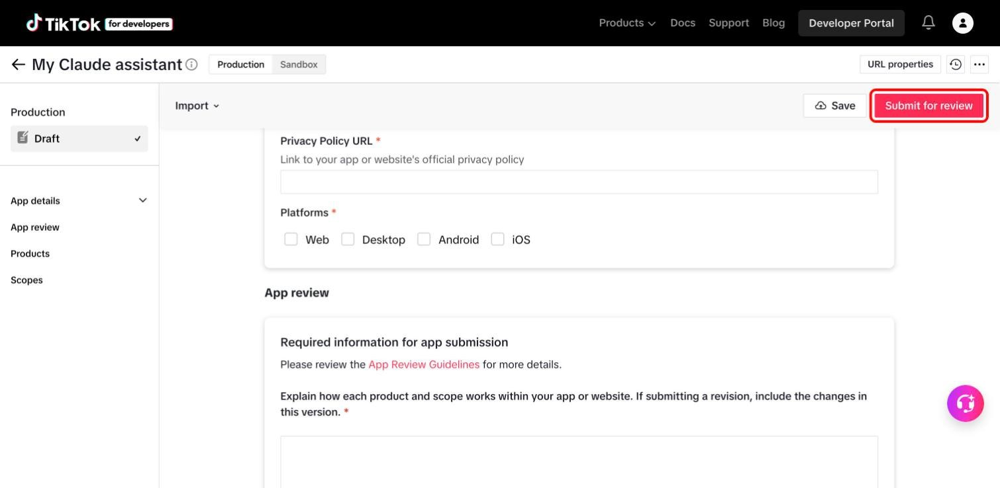 TikTok for developers
Products
Docs
Support
Blog
Developer Portal
My Claude assistant
Production
Sandbox
URL properties
Production
Draft
App details
App review
Products
Scopes
Import
Save
Submit for review
Privacy Policy URL *
Link to your app or website's official privacy policy
Platforms *
Web
Desktop
Android
iOS
App review
Required information for app submission
Please review the App Review Guidelines for more details.
Explain how each product and scope works within your app or website. If submitting a revision, include the changes in
this version. *